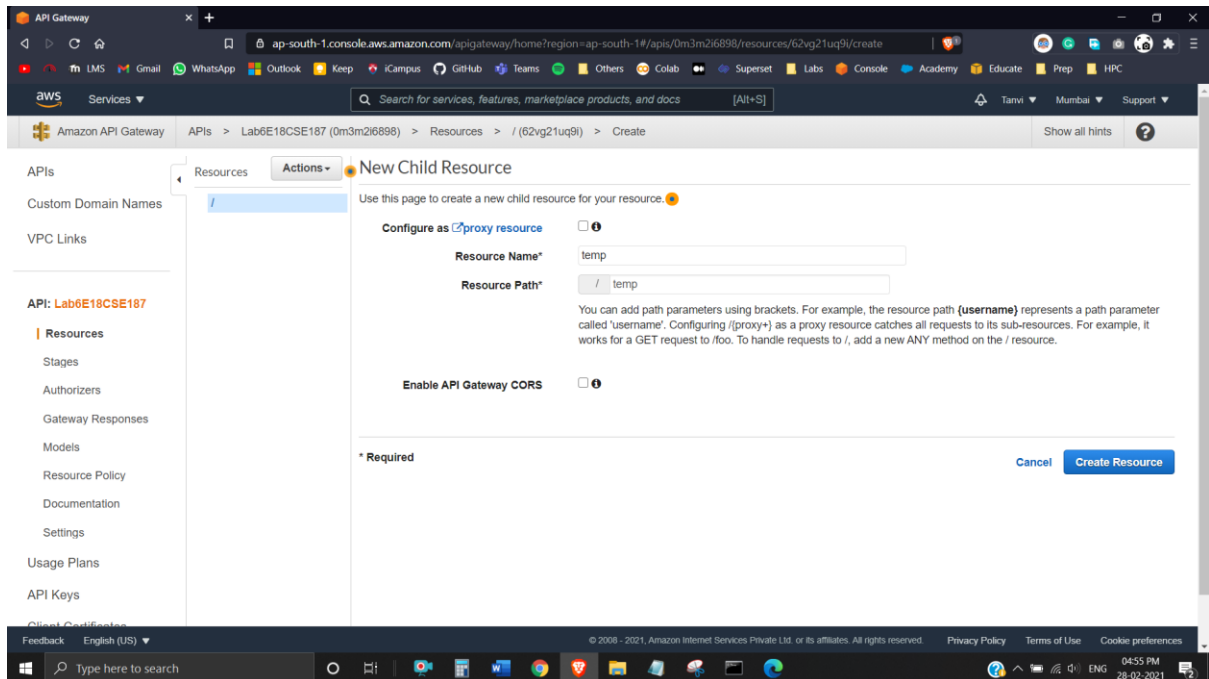 API Gateway
ap-south-1.console.aws.amazon.com/apigateway/home?region=ap-south-1#/apis/0m3m2i6898/resources/62vg21uq9i/create
LMS Gmail WhatsApp Outlook Keep iCampus GitHub Teams Others Colab Superset Labs Console Academy Educate Prep HPC
aws Services Search for services, features, marketplace products, and docs [Alt+S] Tanvi Mumbai Support
Amazon API Gateway APIs > Lab6E18CSE187 (0m3m2i6898) > Resources > / (62vg21uq9i) > Create Show all hints ?
APIs
Custom Domain Names
VPC Links
API: Lab6E18CSE187
Resources
Stages
Authorizers
Gateway Responses
Models
Resource Policy
Documentation
Settings
Usage Plans
API Keys
Client Certificates
Resources Actions
/
New Child Resource
Use this page to create a new child resource for your resource.
Configure as proxy resource
Resource Name* temp
Resource Path* / temp
You can add path parameters using brackets. For example, the resource path {username} represents a path parameter
called 'username'. Configuring /{proxy+} as a proxy resource catches all requests to its sub-resources. For example, it
works for a GET request to /foo. To handle requests to /, add a new ANY method on the / resource.
Enable API Gateway CORS
* Required
Cancel Create Resource
Feedback English (US) © 2008 - 2021, Amazon Internet Services Private Ltd. or its affiliates. All rights reserved. Privacy Policy Terms of Use Cookie preferences
Type here to search
ENG
04:55 PM
28-02-2021